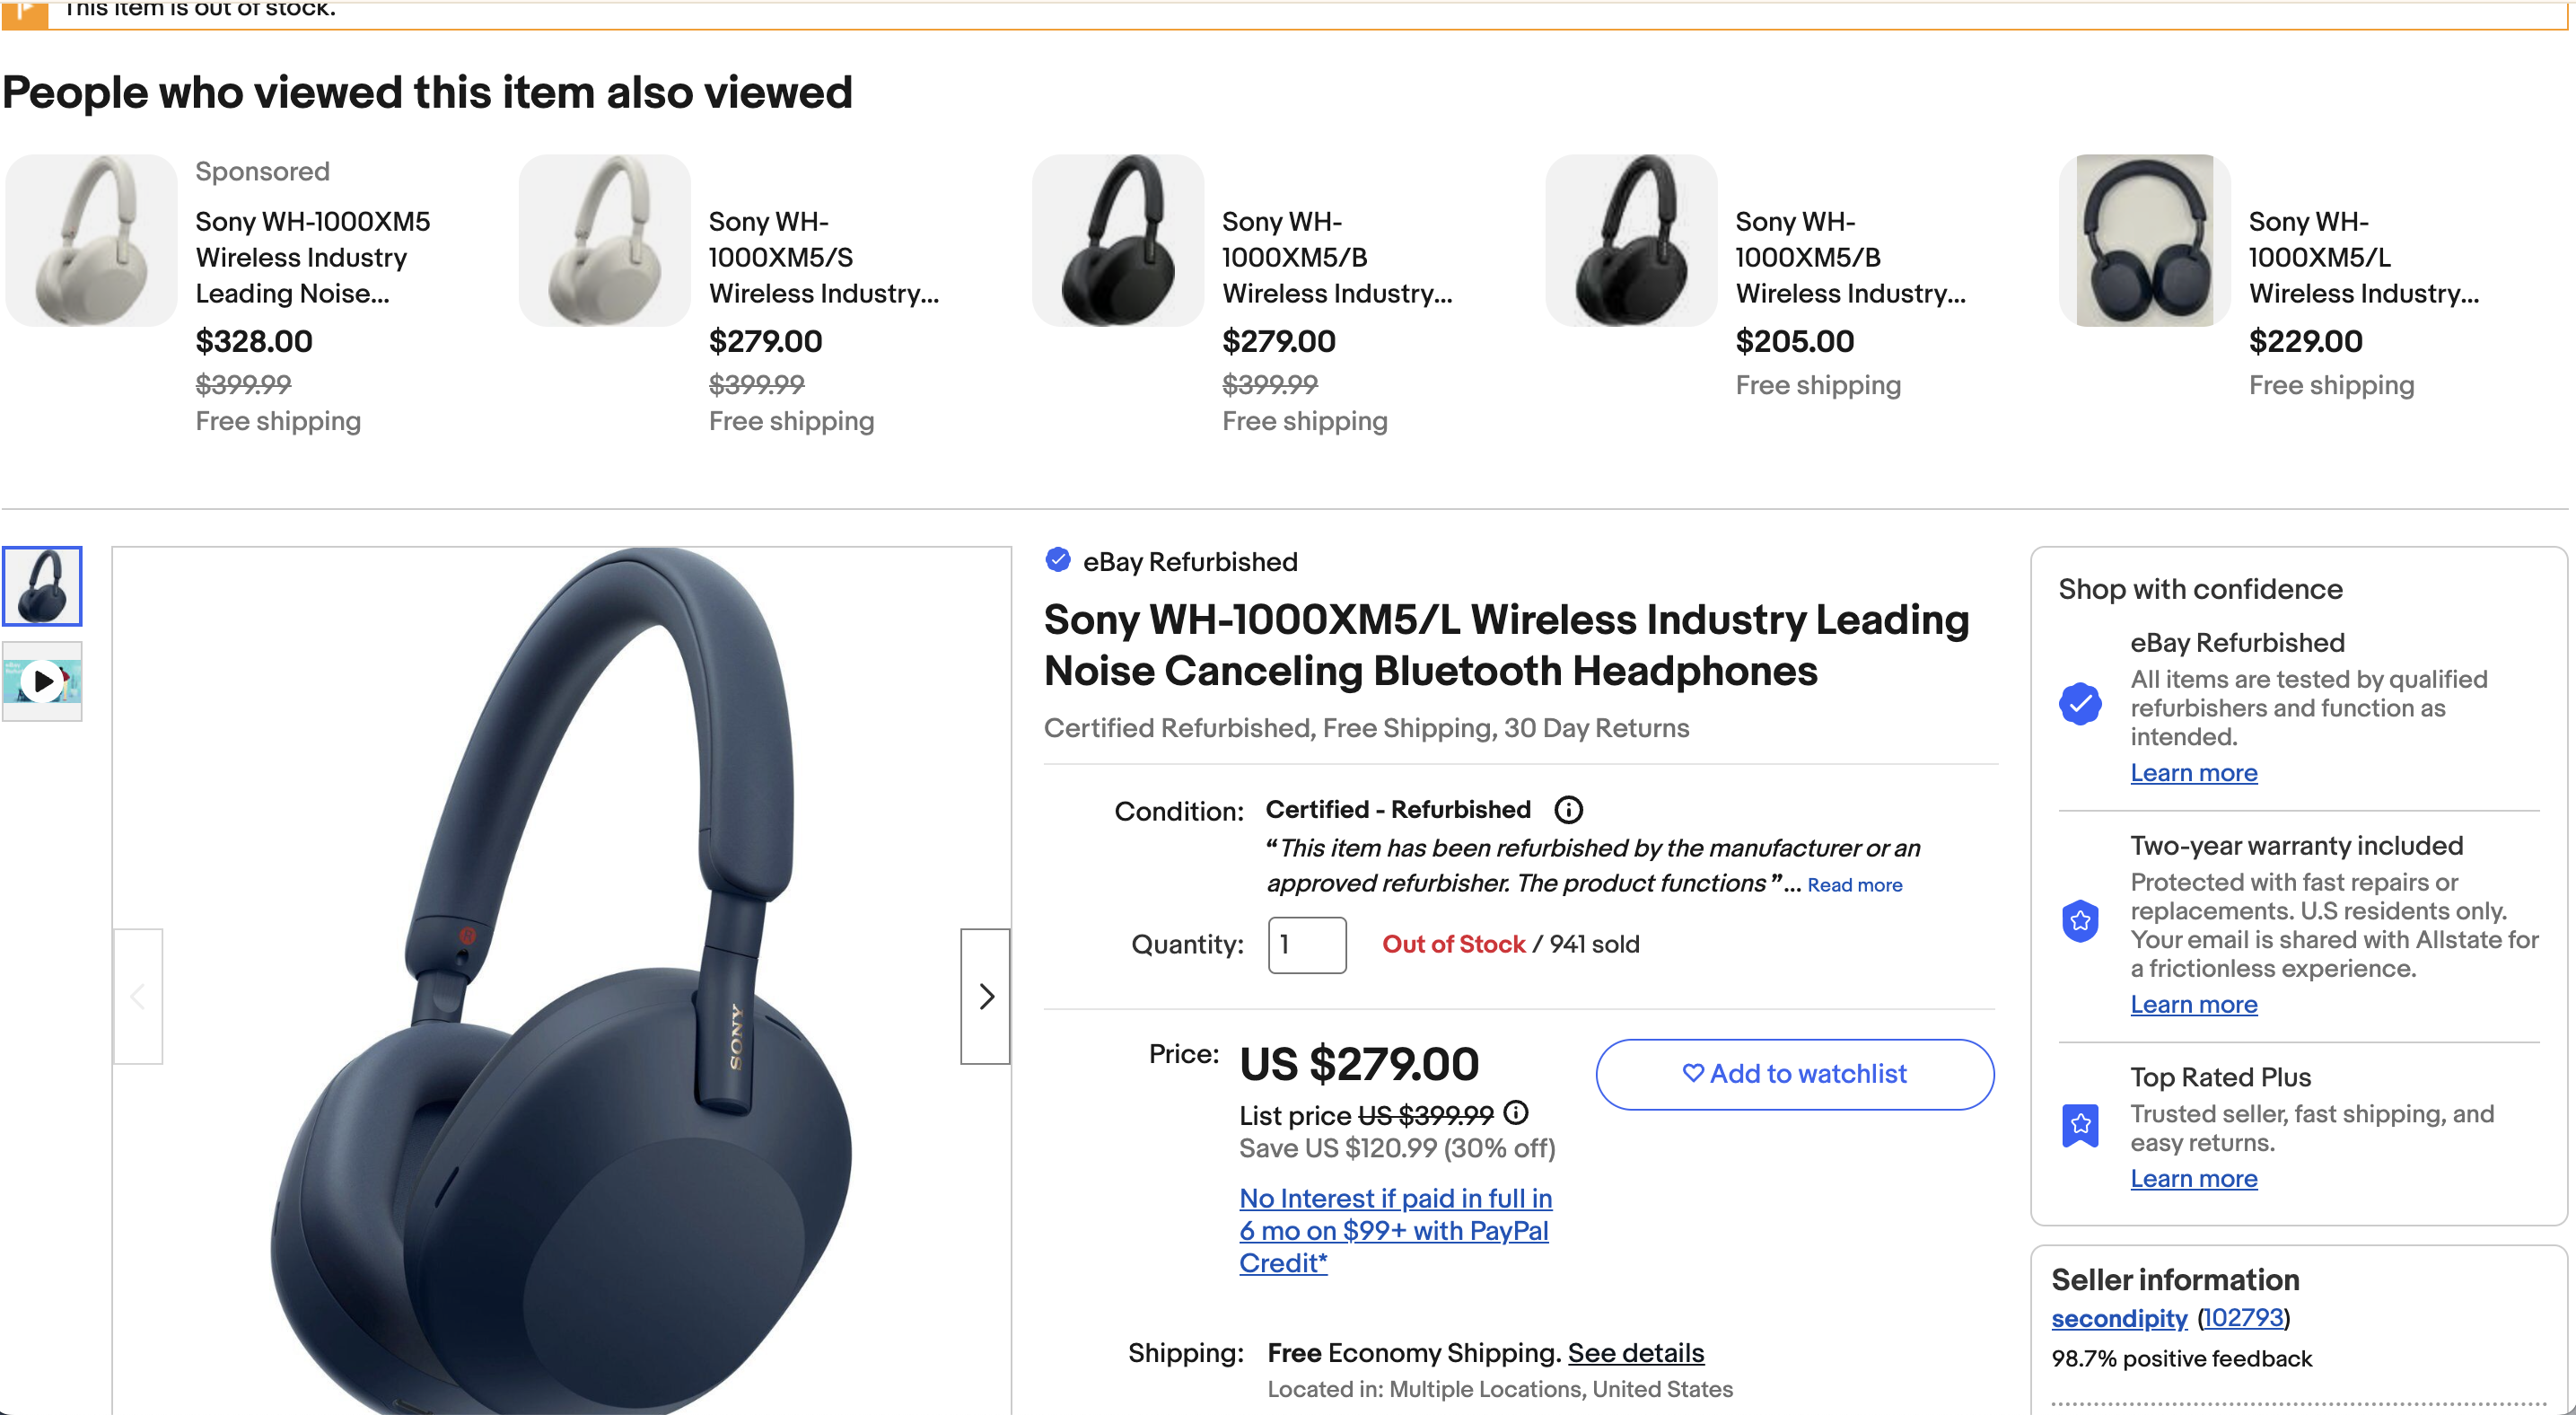 This item is out of stock.
People who viewed this item also viewed
Sponsored
Sony WH-1000XM5
Wireless Industry
Leading Noise...
$328.00
$399.99
Free shipping
Sony WH-
1000XM5/S
Wireless Industry...
$279.00
$399.99
Free shipping
Sony WH-
1000XM5/B
Wireless Industry...
$279.00
$399.99
Free shipping
Sony WH-
1000XM5/B
Wireless Industry...
$205.00
Free shipping
Sony WH-
1000XM5/L
Wireless Industry...
$229.00
Free shipping
R
SONY
eBay Refurbished
Sony WH-1000XM5/L Wireless Industry Leading
Noise Canceling Bluetooth Headphones
Certified Refurbished, Free Shipping, 30 Day Returns
Condition: Certified - Refurbished
“This item has been refurbished by the manufacturer or an
approved refurbisher. The product functions”... Read more
Quantity: 1 Out of Stock / 941 sold
Price: US $279.00
Add to watchlist
List price US $399.99
Save US $120.99 (30% off)
No Interest if paid in full in
6 mo on $99+ with PayPal
Credit*
Shipping: Free Economy Shipping. See details
Located in: Multiple Locations, United States
Shop with confidence
eBay Refurbished
All items are tested by qualified
refurbishers and function as
intended.
Learn more
Two-year warranty included
Protected with fast repairs or
replacements. U.S residents only.
Your email is shared with Allstate for
a frictionless experience.
Learn more
Top Rated Plus
Trusted seller, fast shipping, and
easy returns.
Learn more
Seller information
secondipity (102793)
98.7% positive feedback